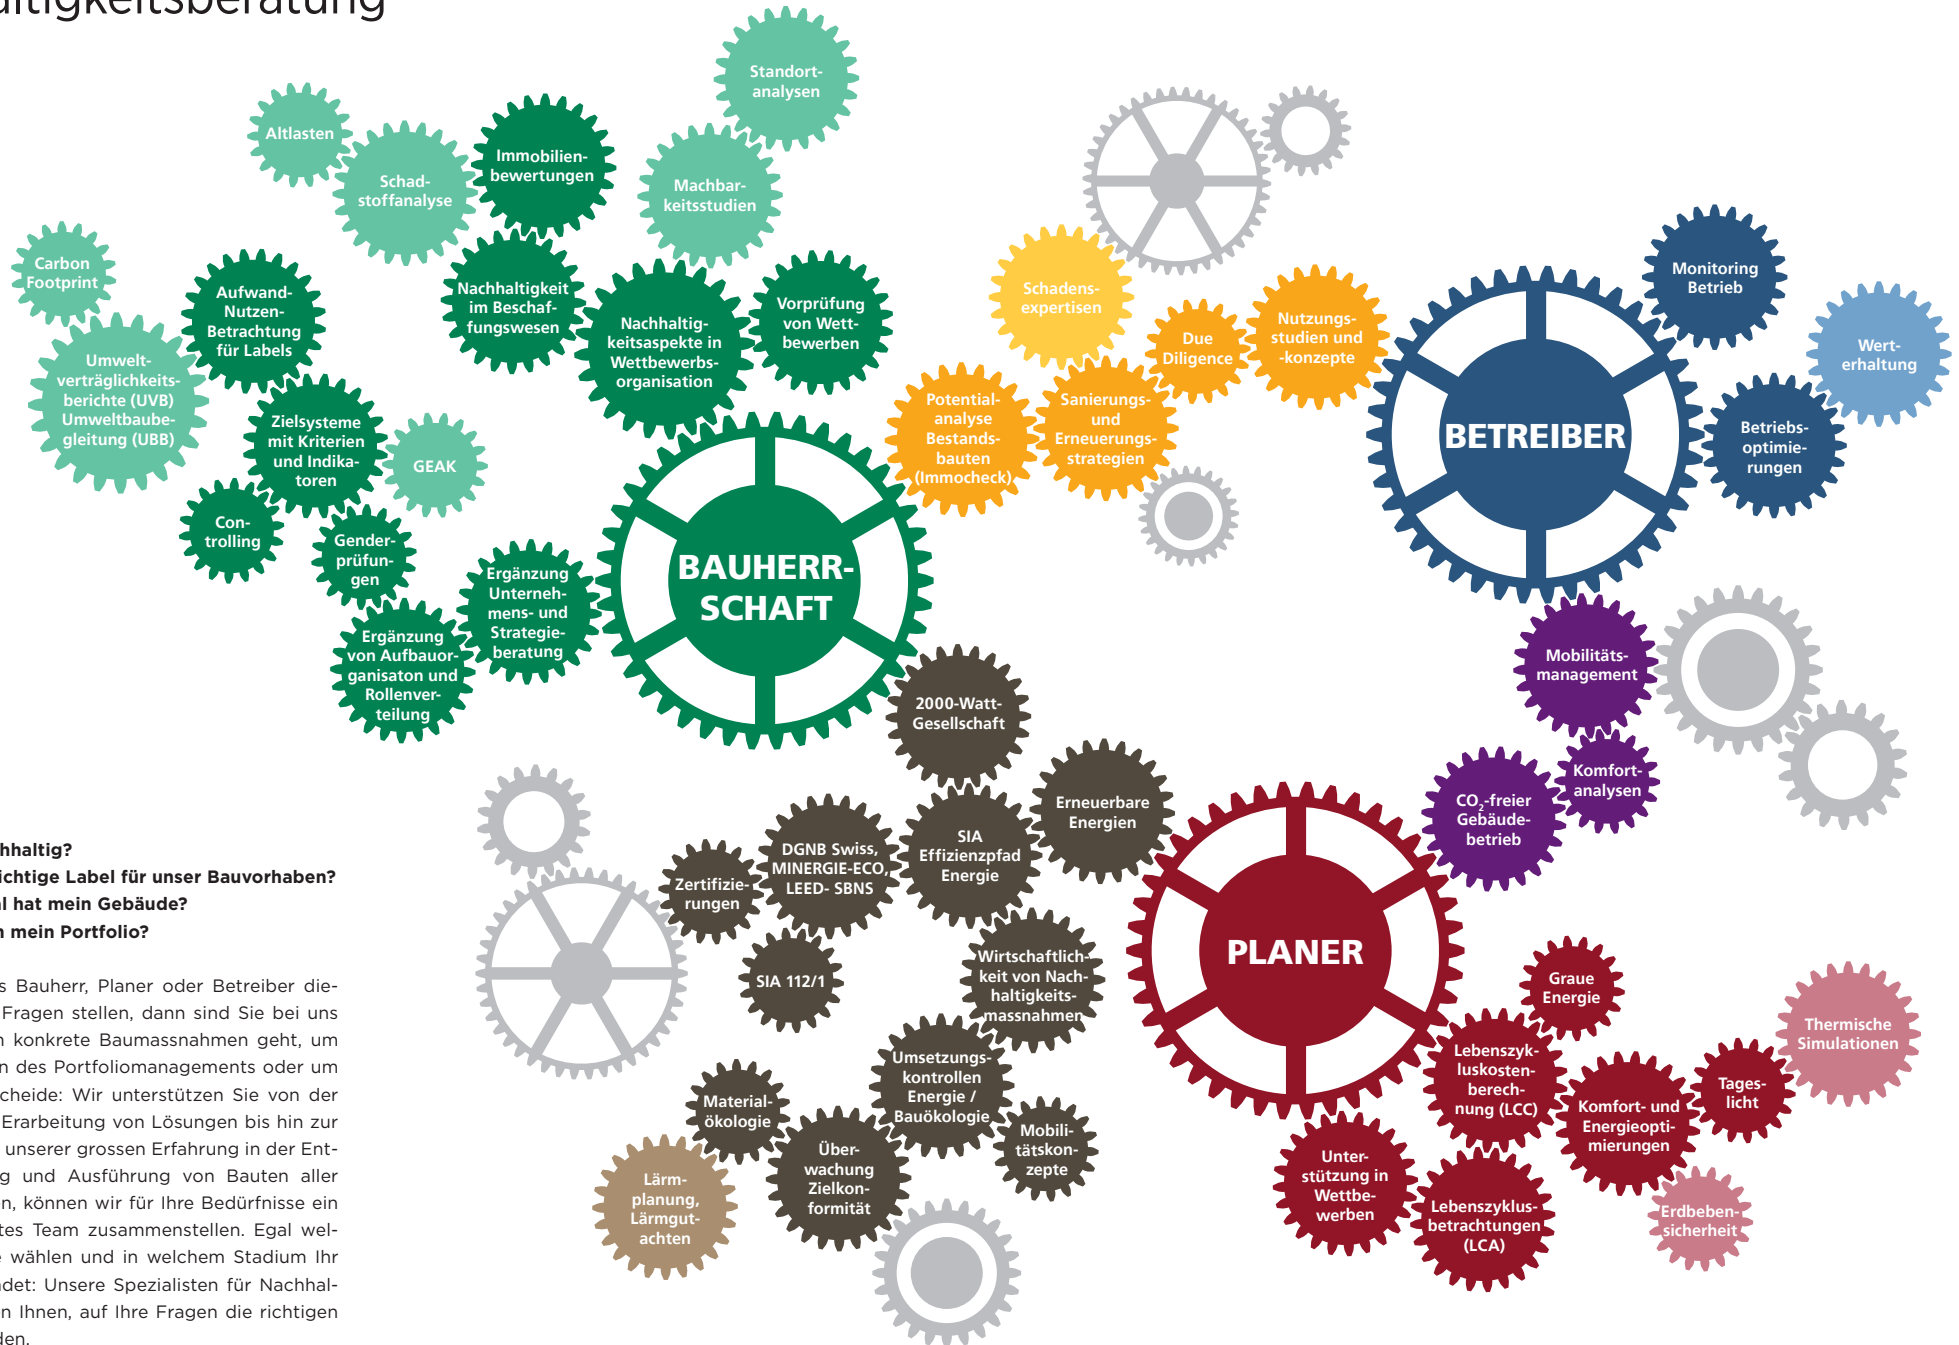 ltigkeitsberatung
Standort-
analysen
Altlasten
Schad-
stoffanalyse
Immobilien-
bewertungen
Machbar-
keitsstudien
Carbon
Footprint
Aufwand-
Nutzen-
Betrachtung
für Labels
Nachhaltigkeit
im Beschaf-
fungswesen
Nachhaltig-
keitsaspekte in
Wettbewerbs-
organisation
Vorprüfung
von Wett-
bewerben
Umwelt-
verträglichkeits-
berichte (UVB)
Umweltbaube-
gleitung (UBB)
Zielsysteme
mit Kriterien
und Indika-
toren
GEAK
Con-
trolling
Gender-
prüfun-
gen
Ergänzung
Unterneh-
mens- und
Strategie-
beratung
Ergänzung
von Aufbauor-
ganisaton und
Rollenver-
teilung
BAUHERR-
SCHAFT
Schadens-
expertisen
Due
Diligence
Nutzungs-
studien und
-konzepte
Potential-
analyse
Bestands-
bauten
(Immocheck)
Sanierungs-
und
Erneuerungs-
strategien
BETREIBER
Monitoring
Betrieb
Wert-
erhaltung
Betriebs-
optimie-
rungen
Mobilitäts-
management
Komfort-
analysen
CO₂-freier
Gebäude-
betrieb
2000-Watt-
Gesellschaft
Erneuerbare
Energien
SIA
Effizienzpfad
Energie
DGNB Swiss,
MINERGIE-ECO,
LEED- SBNS
Zertifizie-
rungen
SIA 112/1
Wirtschaftlich-
keit von Nach-
haltigkeits-
massnahmen
Umsetzungs-
kontrollen
Energie /
Bauökologie
Material-
ökologie
Über-
wachung
Zielkon-
formität
Mobili-
tätskon-
zepte
Lärm-
planung,
Lärmgut-
achten
PLANER
Graue
Energie
Lebenszyk-
luskosten-
berech-
nung (LCC)
Komfort- und
Energieopti-
mierungen
Tages-
licht
Thermische
Simulationen
Unter-
stützung in
Wettbe-
werben
Lebenszyklus-
betrachtungen
(LCA)
Erdbeben-
sicherheit
hhaltig?
ichtige Label für unser Bauvorhaben?
l hat mein Gebäude?
n mein Portfolio?
s Bauherr, Planer oder Betreiber die-
Fragen stellen, dann sind Sie bei uns
n konkrete Baumassnahmen geht, um
n des Portfoliomanagements oder um
cheide: Wir unterstützen Sie von der
Erarbeitung von Lösungen bis hin zur
unserer grossen Erfahrung in der Ent-
g und Ausführung von Bauten aller
en, können wir für Ihre Bedürfnisse ein
tes Team zusammenstellen. Egal wel-
e wählen und in welchem Stadium Ihr
det: Unsere Spezialisten für Nachhal-
en Ihnen, auf Ihre Fragen die richtigen
den.